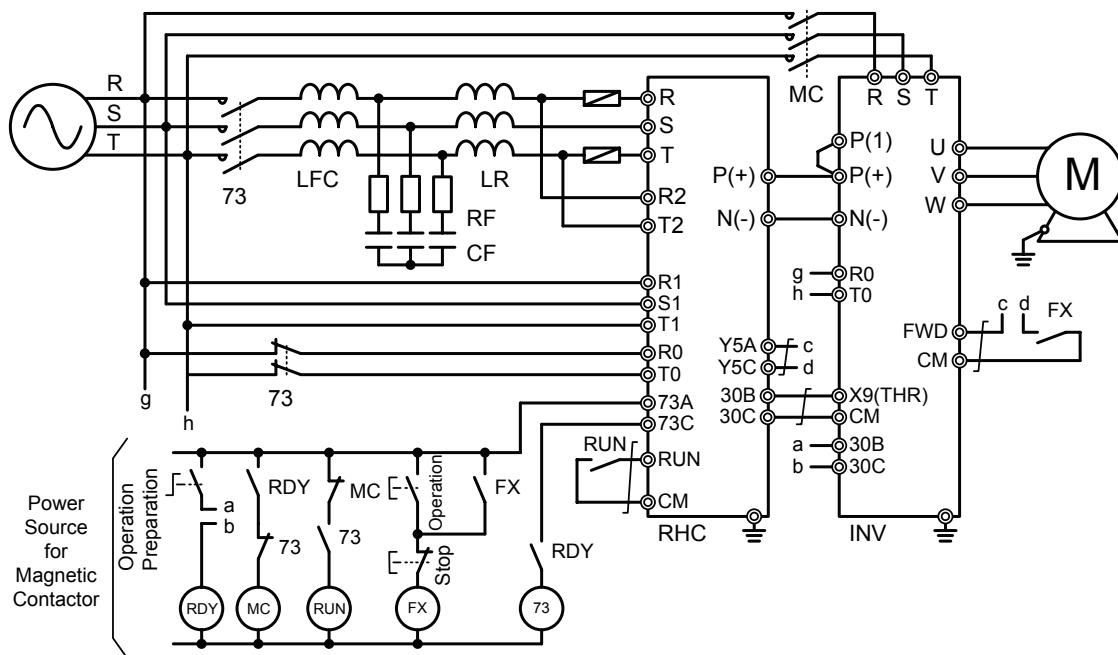 R
S
T
73
LFC
LR
RF
CF
MC
R S T
R
S
T
R2
T2
R1
S1
T1
R0
T0
73A
73C
RUN
CM
RHC
P(+)
N(-)
Y5A
Y5C
30B
30C
c
d
P(1)
P(+)
N(-)
g
h
R0
T0
X9(THR)
CM
a
b
30B
30C
INV
U
V
W
M
FWD
CM
c d
FX
73
g
h
RUN
Power
Source
for
Magnetic
Contactor
Operation
Preparation
a
b
RDY
73
MC
73
Operation
Stop
FX
RDY
RDY
MC
RUN
FX
73